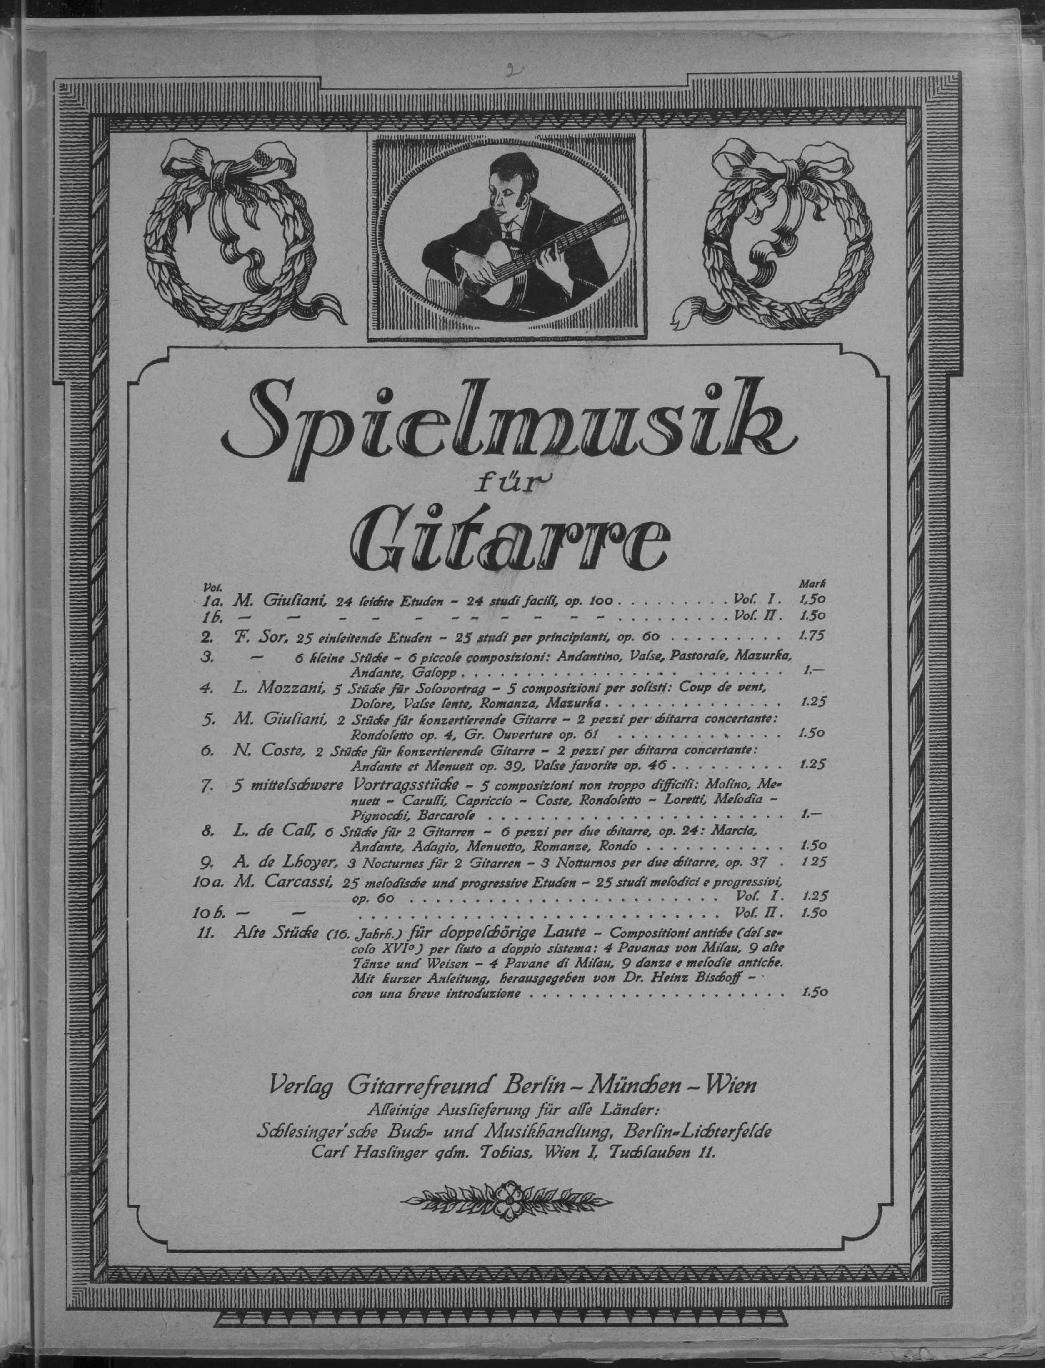 2
Spielmusik
für
Gitarre
Vol. Mark
1a. M. Giuliani, 24 leichte Etuden – 24 studi facili, op. 100 . . . . . . . . . Vol. I . 1,50
1b. — — – – – – – – – – – – . . . . . . . . . Vol. II . 1.50
2. F. Sor, 25 einleitende Etuden – 25 studi per principianti, op. 60 . . . . . . . . . 1.75
3. — 6 kleine Stücke – 6 piccole composizioni: Andantino, Valse, Pastorale, Mazurka,
Andante, Galopp . . . . . . . . . . . . . . . . . . . . . . . . 1.—
4. L. Mozzani, 5 Stücke für Solovortrag – 5 composizioni per solisti: Coup de vent,
Dolore, Valse lente, Romanza, Mazurka . . . . . . . . . . . . . . 1.25
5. M. Giuliani, 2 Stücke für konzertierende Gitarre – 2 pezzi per chitarra concertante:
Rondoletto op. 4, Gr. Ouverture op. 61 . . . . . . . . . . . . . 1.50
6. N. Coste, 2 Stücke für konzertierende Gitarre – 2 pezzi per chitarra concertante:
Andante et Menuett op. 39, Valse favorite op. 46 . . . . . . . . . 1.25
7. 5 mittelschwere Vortragsstücke – 5 composizioni non troppo difficili: Molino, Me-
nuett – Carulli, Capriccio – Coste, Rondoletto – Loretti, Melodia –
Pignocchi, Barcarole . . . . . . . . . . . . . . . . . . . . . . . 1.—
8. L. de Call, 6 Stücke für 2 Gitarren – 6 pezzi per due chitarre, op. 24: Marcia,
Andante, Adagio, Menuetto, Romanze, Rondo . . . . . . . . . . . 1.50
9. A. de Lhoyer, 3 Nocturnes für 2 Gitarren – 3 Notturnos per due chitarre, op. 37 . 1 25
10a. M. Carcassi, 25 melodische und progressive Etuden – 25 studi melodici e progressivi,
op. 60 . . . . . . . . . . . . . . . . . . . . . . . . Vol. I . 1.25
10b. — — . . . . . . . . . . . . . . . . . . . . . . . . . . . . Vol. II . 1.50
11. Alte Stücke (16. Jahrh.) für doppelchörige Laute – Compositioni antiche (del se-
colo XVIº) per liuto a doppio sistema: 4 Pavanas von Milau, 9 alte
Tänze und Weisen – 4 Pavane di Milau, 9 danze e melodie antiche.
Mit kurzer Anleitung, herausgegeben von Dr. Heinz Bischoff –
con una breve introduzione . . . . . . . . . . . . . . . . . . . . 1.50
Verlag Gitarrefreund Berlin – München – Wien
Alleinige Auslieferung für alle Länder:
Schlesinger'sche Buch- und Musikhandlung, Berlin-Lichterfelde
Carl Haslinger qdm. Tobias, Wien I, Tuchlauben 11.